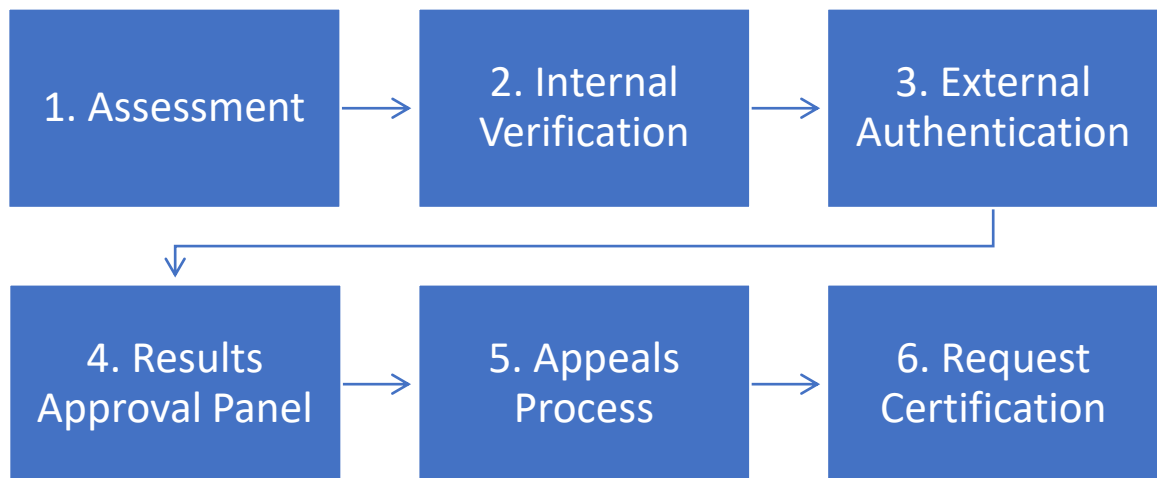 1. Assessment
2. Internal
Verification
3. External
Authentication
4. Results
Approval Panel
5. Appeals
Process
6. Request
Certification